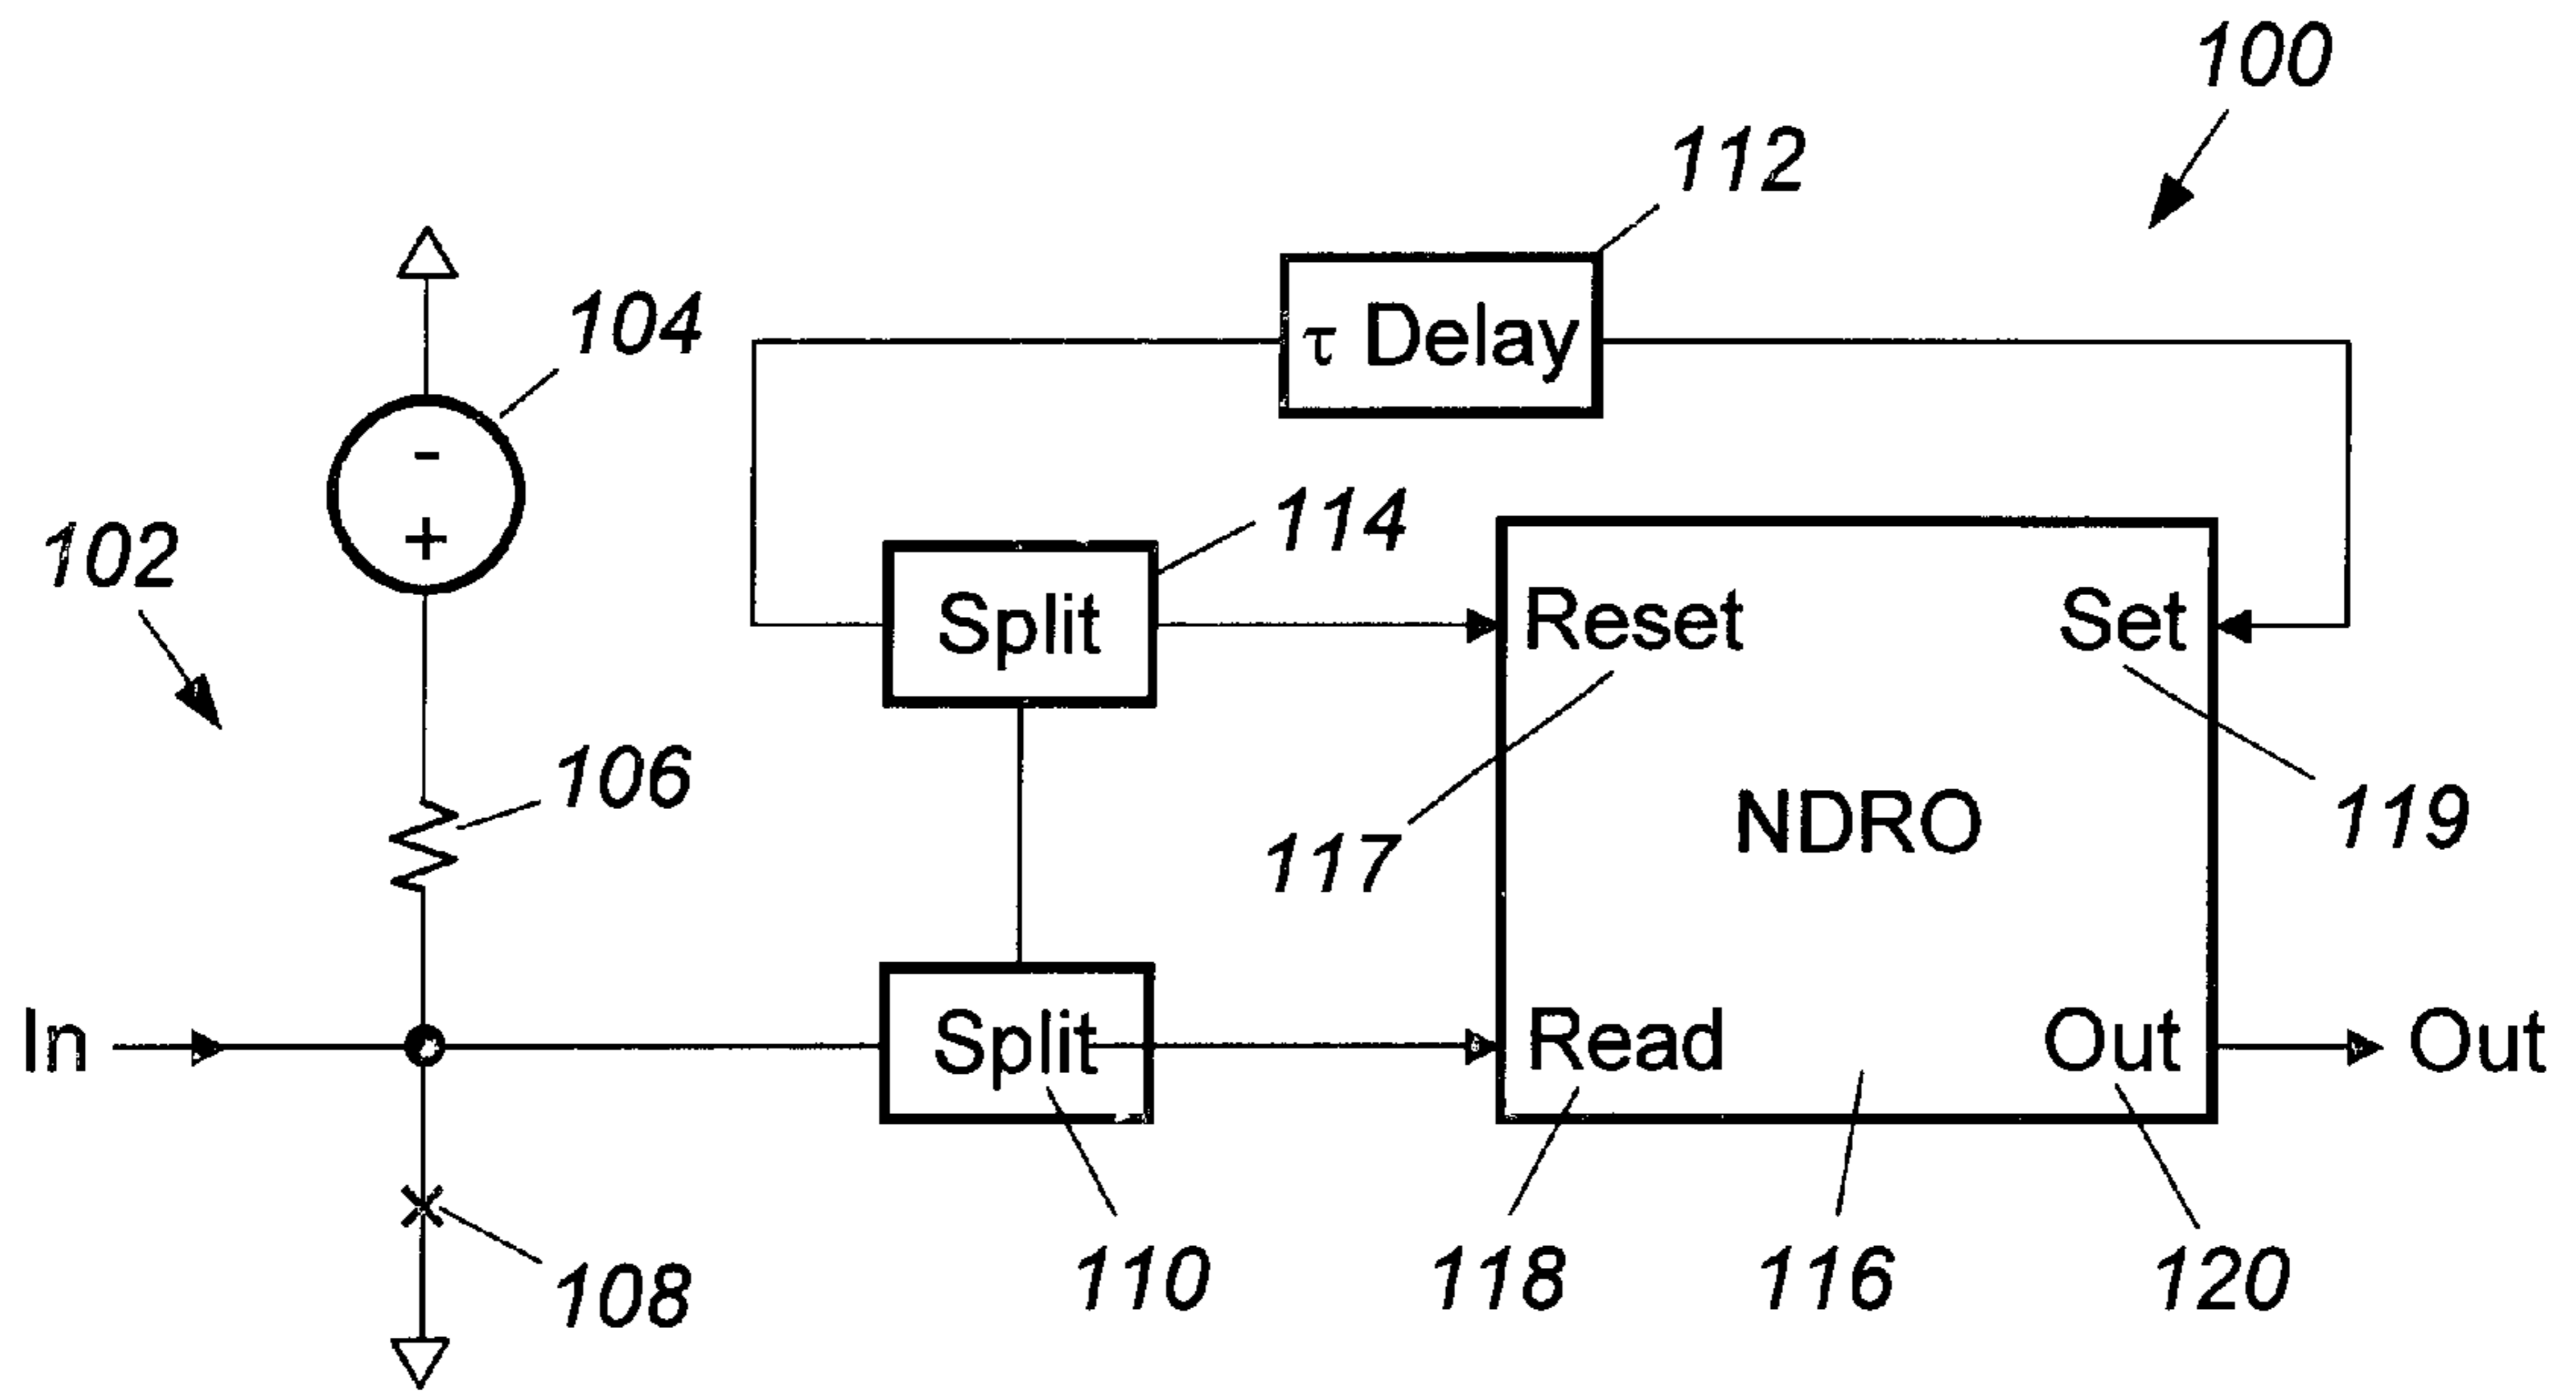 100
112
τ Delay
104
-
+
114
102
Split
Reset
Set
106
NDRO
117
119
In
Split
Read
Out
Out
108
110
118
116
120